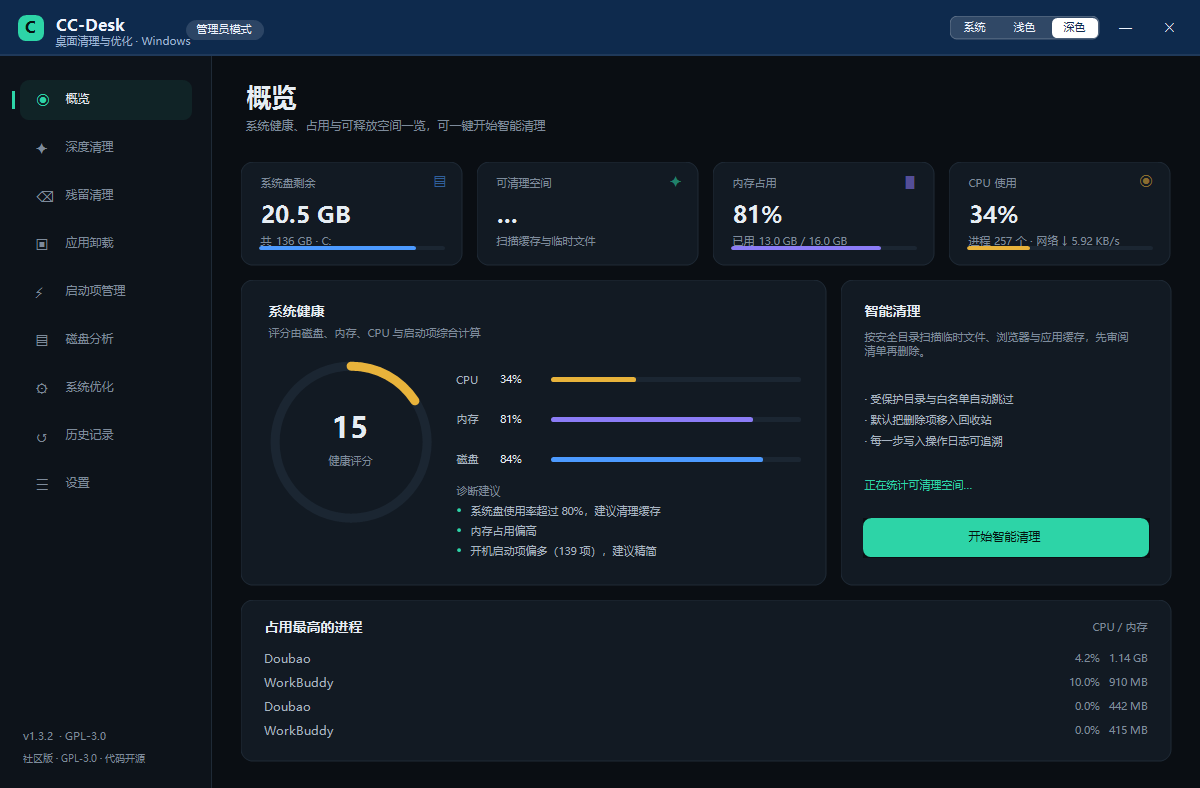 C CC-Desk 管理员模式 系统 浅色 深色
桌面清理与优化 · Windows
概览
深度清理
残留清理
应用卸载
启动项管理
磁盘分析
系统优化
历史记录
设置
v1.3.2 · GPL-3.0
社区版 · GPL-3.0 · 代码开源
概览
系统健康、占用与可释放空间一览，可一键开始智能清理
系统盘剩余
20.5 GB
共 136 GB · C:
可清理空间
...
扫描缓存与临时文件
内存占用
81%
已用 13.0 GB / 16.0 GB
CPU 使用
34%
进程 257 个 · 网络 ↓ 5.92 KB/s
系统健康
评分由磁盘、内存、CPU 与启动项综合计算
15
健康评分
CPU 34%
内存 81%
磁盘 84%
诊断建议
• 系统盘使用率超过 80%，建议清理缓存
• 内存占用偏高
• 开机启动项偏多（139 项），建议精简
智能清理
按安全目录扫描临时文件、浏览器与应用缓存，先审阅
清单再删除。
· 受保护目录与白名单自动跳过
· 默认把删除项移入回收站
· 每一步写入操作日志可追溯
正在统计可清理空间...
开始智能清理
占用最高的进程 CPU / 内存
Doubao 4.2% 1.14 GB
WorkBuddy 10.0% 910 MB
Doubao 0.0% 442 MB
WorkBuddy 0.0% 415 MB